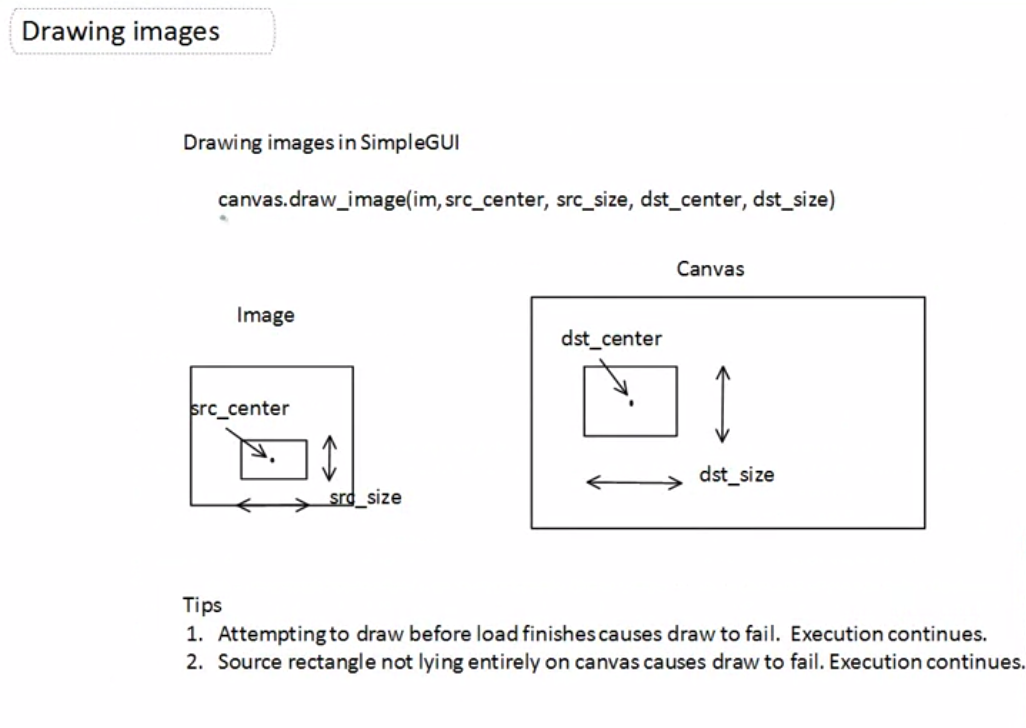 Drawing images
Drawing images in SimpleGUI
canvas.draw_image(im, src_center, src_size, dst_center, dst_size)
Canvas
Image
dst_center
src_center
dst_size
src_size
Tips
1. Attempting to draw before load finishes causes draw to fail. Execution continues.
2. Source rectangle not lying entirely on canvas causes draw to fail. Execution continues.